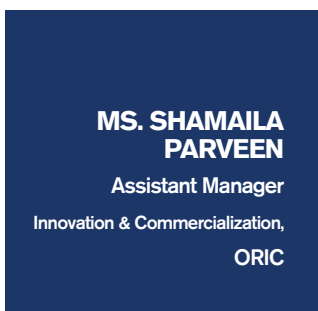 MS. SHAMAILA
PARVEEN
Assistant Manager
Innovation & Commercialization,
ORIC